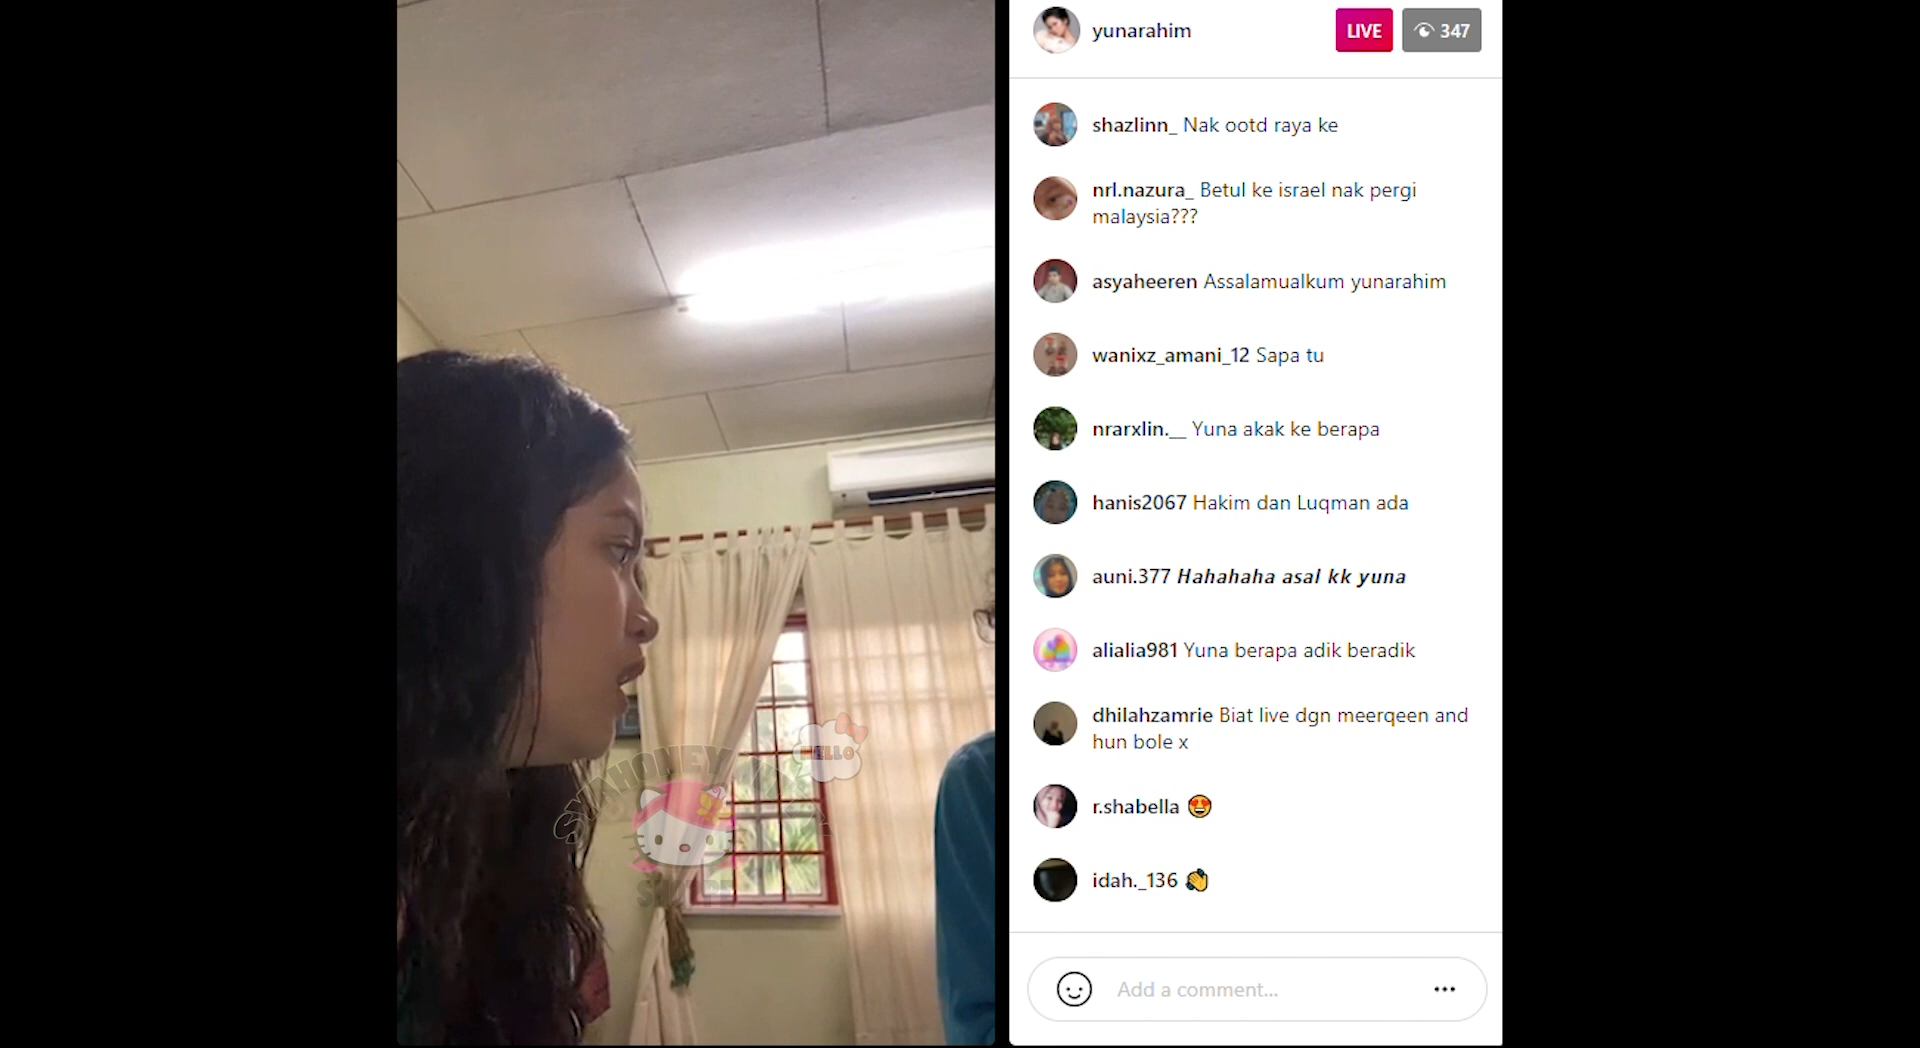 yunarahim
LIVE
347
shazlinn_ Nak ootd raya ke
nrl.nazura_ Betul ke israel nak pergi
malaysia???
asyaheeren Assalamualkum yunarahim
wanixz_amani_12 Sapa tu
nrarxlin.__ Yuna akak ke berapa
hanis2067 Hakim dan Luqman ada
auni.377 Hahahaha asal kk yuna
alialia981 Yuna berapa adik beradik
dhilahzamrie Biat live dgn meerqeen and
hun bole x
r.shabella 😍
idah._136 👏
Add a comment...
HELLO